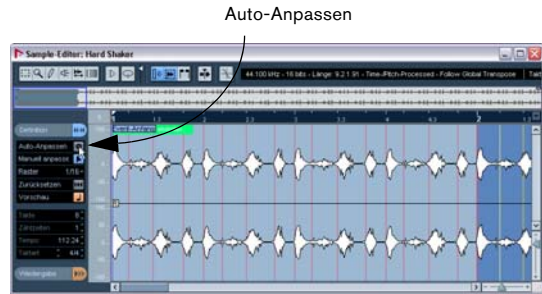 Auto-Anpassen
Sample-Editor: Hard Shaker
44.100 kHz - 16 bits - Länge: 9.2.1.91 - Time-/Pitch-Processed - Follow Global Transpose
Definition
Auto-Anpassen
Manuell anpassen
Raster 1/16
Zurücksetzen
Vorschau
Takte 8
Zählzeiten 1
Tempo 112.24
Taktart 4/4
Wiedergabe